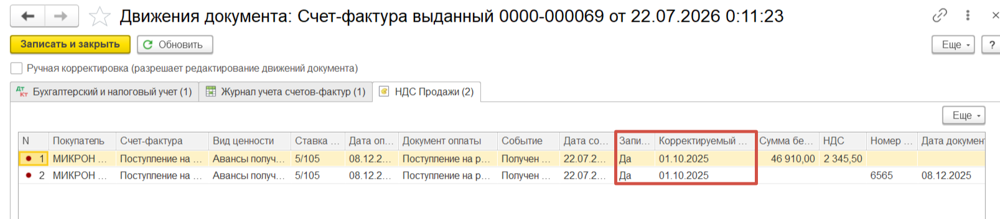 Движения документа: Счет-фактура выданный 0000-000069 от 22.07.2026 0:11:23
Записать и закрыть Обновить Еще ?
Ручная корректировка (разрешает редактирование движений документа)
Дт Кт Бухгалтерский и налоговый учет (1) Журнал учета счетов-фактур (1) НДС Продажи (2)
Еще
N Покупатель Счет-фактура Вид ценности Ставка ... Дата оп... Документ оплаты Событие Дата со... Запи... Корректируемый ... Сумма бе... НДС Номер ... Дата документ
1 МИКРОН ... Поступление на ... Авансы получ... 5/105 08.12.2... Поступление на р... Получен ... 22.07.2... Да 01.10.2025 46 910,00 2 345,50
2 МИКРОН ... Поступление на ... Авансы получ... 5/105 08.12.2... Поступление на р... Получен ... 22.07.2... Да 01.10.2025 6565 08.12.2025